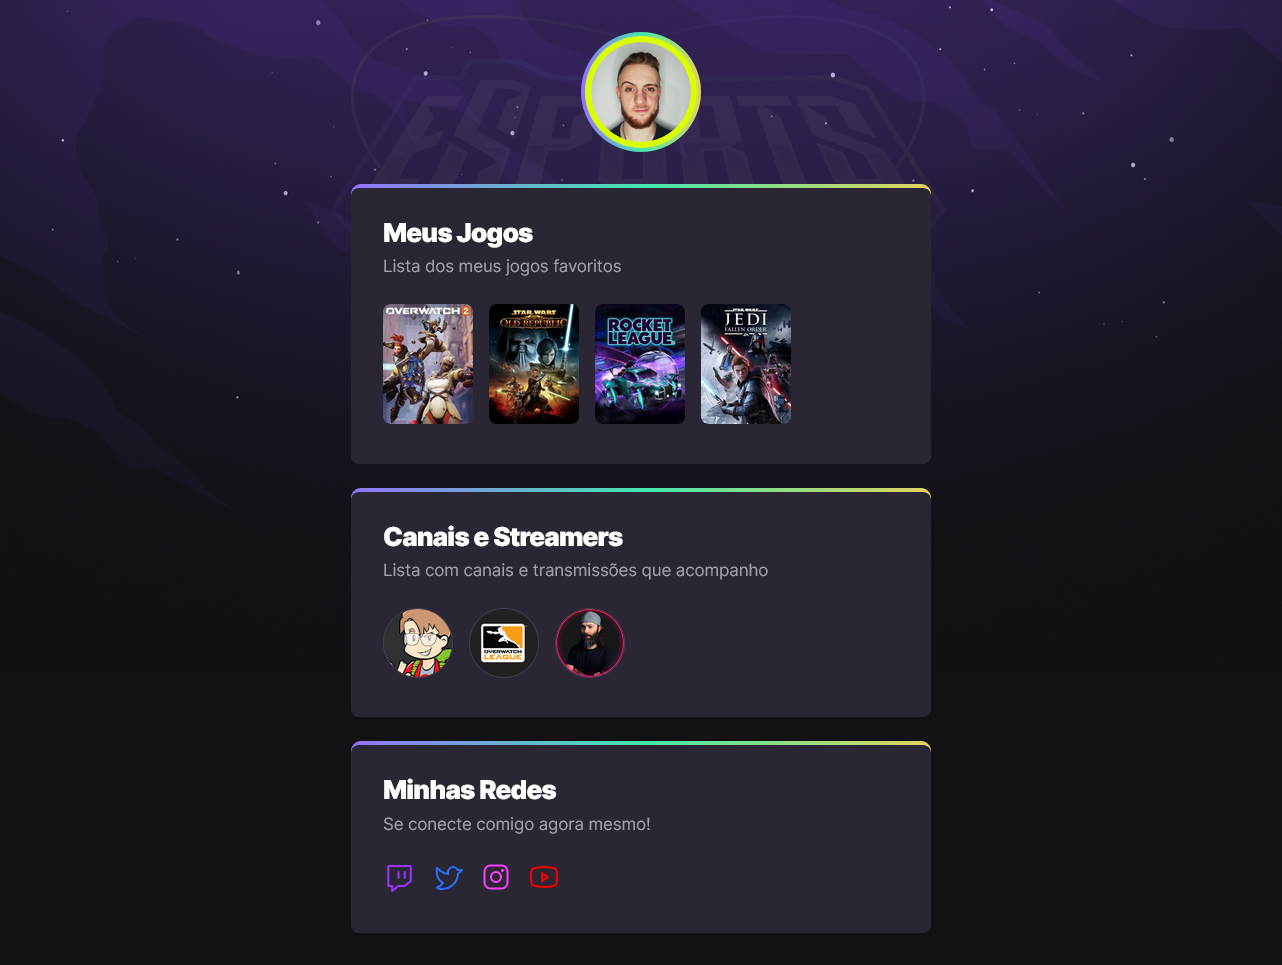 ESPORTS
Meus Jogos
Lista dos meus jogos favoritos
OVERWATCH 2
STAR WARS
OLD REPUBLIC
ROCKET
LEAGUE
STAR WARS
JEDI
FALLEN ORDER
Canais e Streamers
Lista com canais e transmissões que acompanho
OVERWATCH
LEAGUE
Minhas Redes
Se conecte comigo agora mesmo!